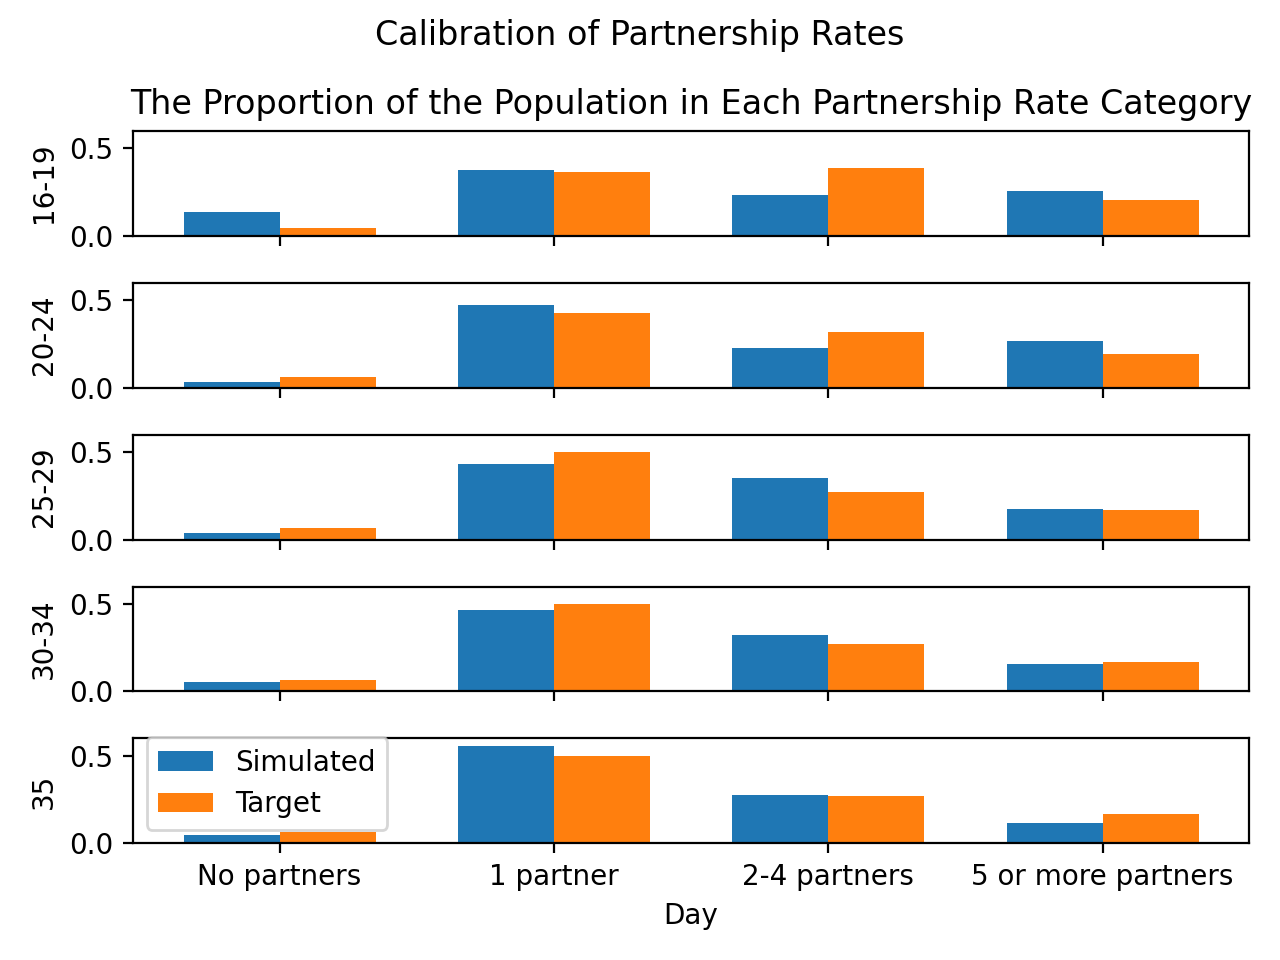 Calibration of Partnership Rates
The Proportion of the Population in Each Partnership Rate Category
0.5
16-19
0.0
0.5
20-24
0.0
0.5
25-29
0.0
0.5
30-34
0.0
0.5
35
0.0
Simulated
Target
No partners 1 partner 2-4 partners 5 or more partners
Day